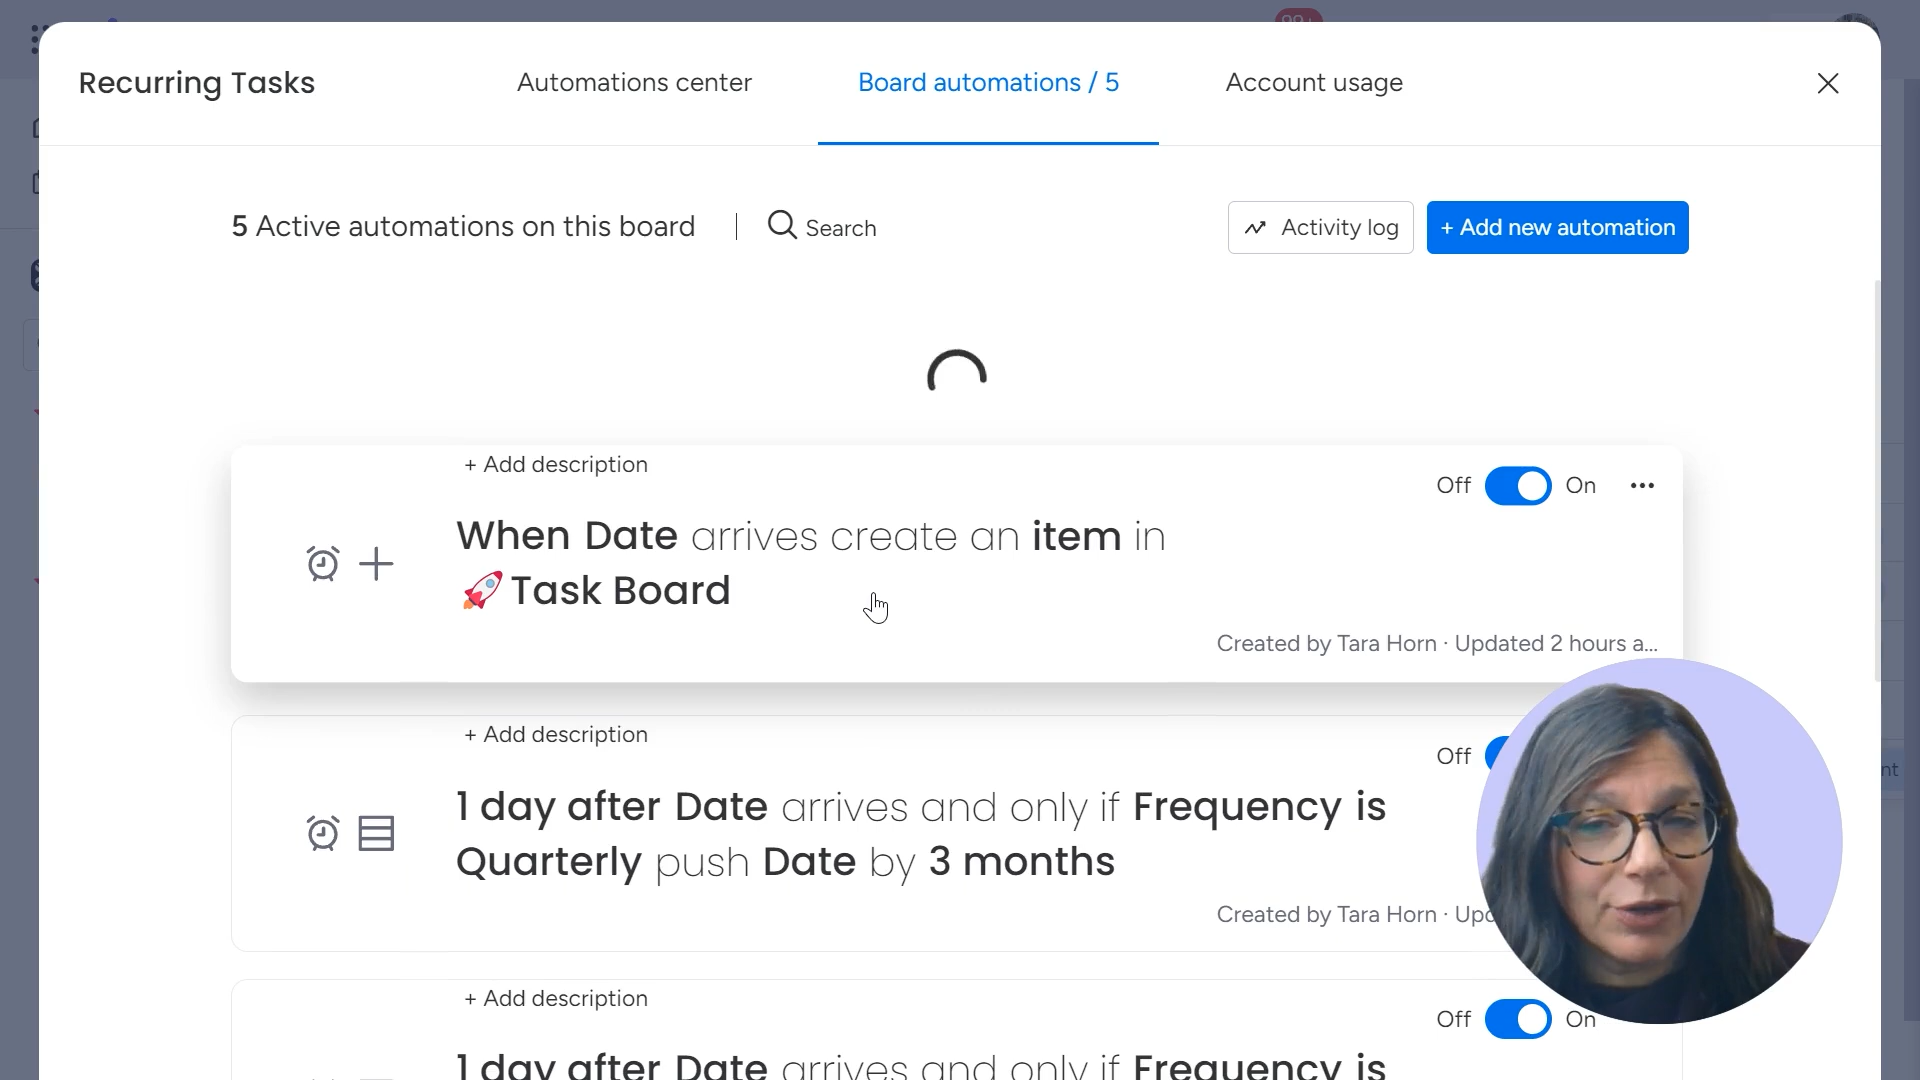 99+
Recurring Tasks
Automations center
Board automations / 5
Account usage
5 Active automations on this board
Search
Activity log
+ Add new automation
+ Add description
Off
On
When Date arrives create an item in
🚀 Task Board
Created by Tara Horn · Updated 2 hours a...
+ Add description
Off
1 day after Date arrives and only if Frequency is
Quarterly push Date by 3 months
Created by Tara Horn ·
+ Add description
Off
On
1 day after Date arrives and only if Frequency is